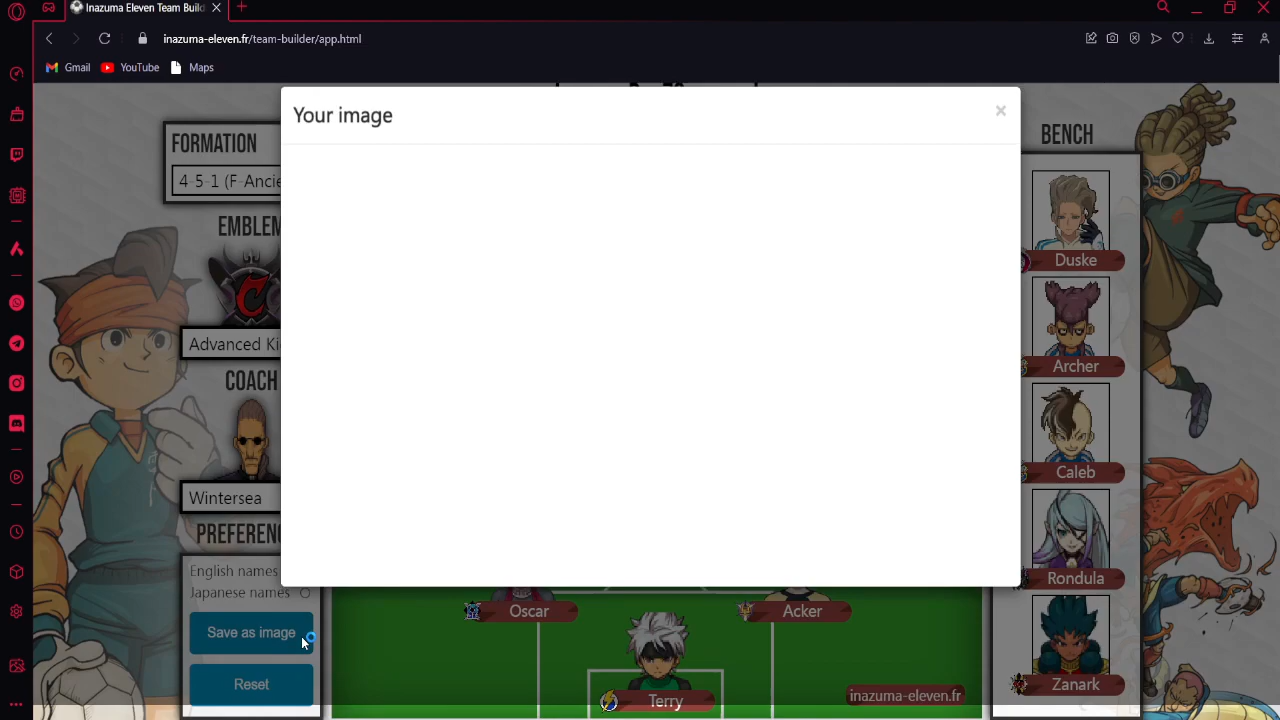 Inazuma Eleven Team Build
inazuma-eleven.fr/team-builder/app.html
Gmail
YouTube
Maps
Your image
×
FORMATION
4-5-1 (F-Ancie
EMBLEM
Advanced Ki
COACH
Wintersea
PREFEREN
English names
Japanese names
Save as image
Reset
BENCH
Duske
Archer
Caleb
Rondula
Zanark
Oscar
Acker
Terry
inazuma-eleven.fr